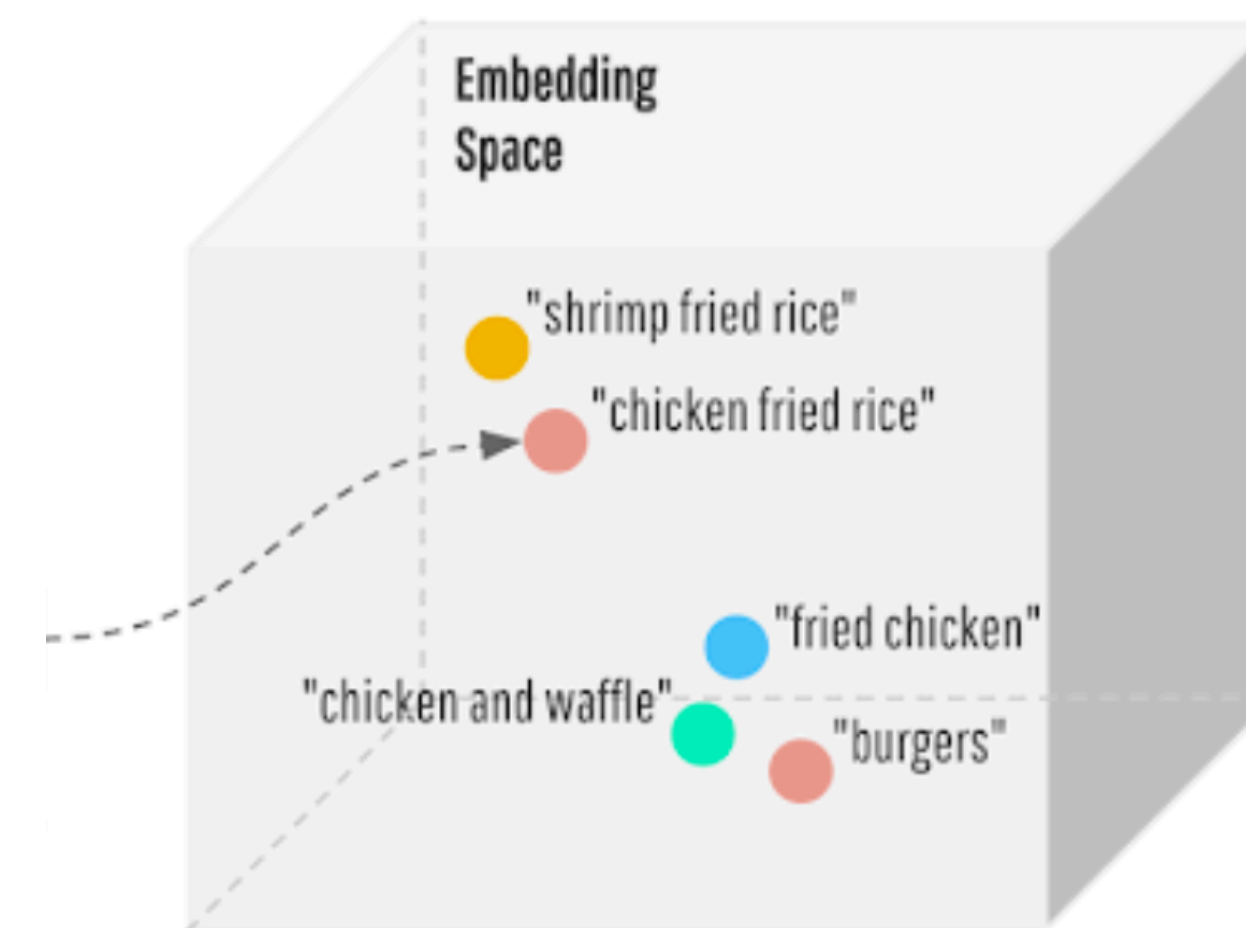 Embedding
Space
"shrimp fried rice"
"chicken fried rice"
"fried chicken"
"chicken and waffle"
"burgers"